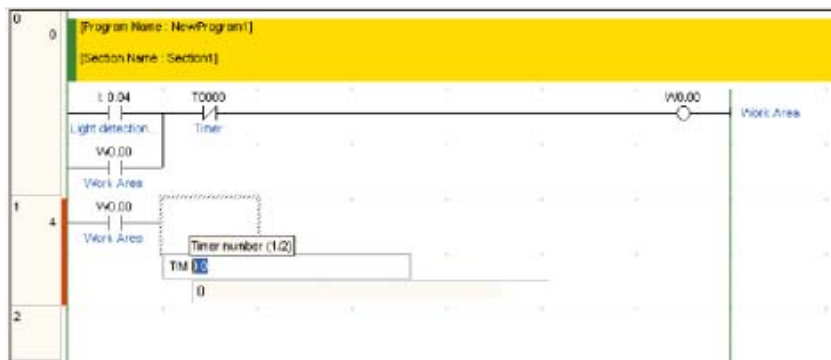 0
0
[Program Name : NewProgram1]
[Section Name : Section1]
I: 0.04
T0000
W0.00
Light detection...
Timer
Work Area
W0.00
Work Area
1
4
W0.00
Work Area
Timer number (1/2)
TIM
0
2